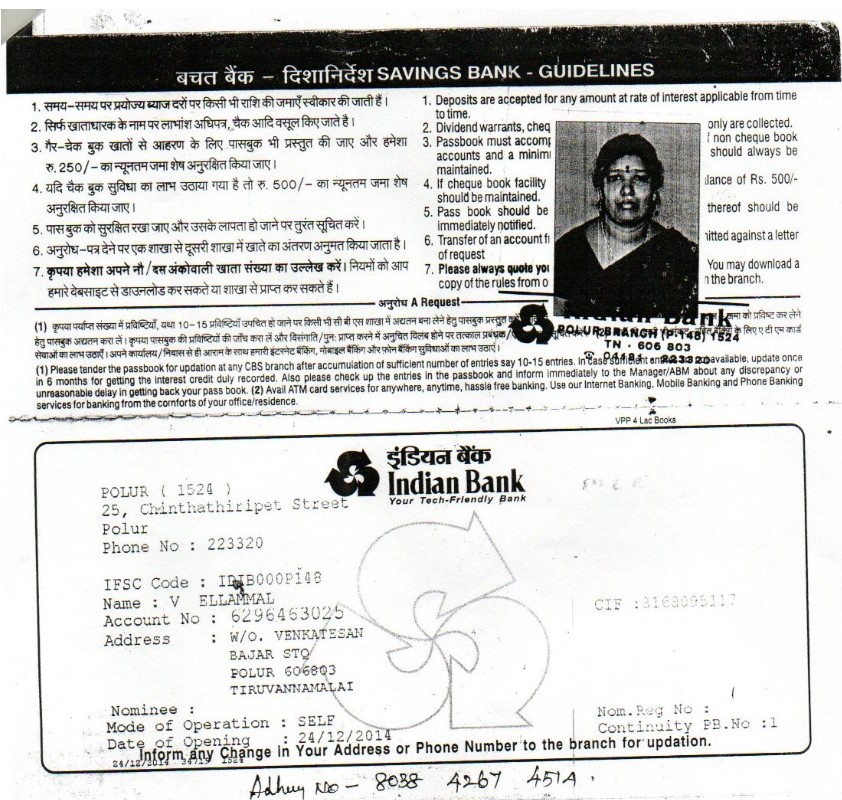 बचत बैंक – दिशानिर्देश SAVINGS BANK - GUIDELINES
1. समय–समय पर प्रयोज्य ब्याज दरों पर किसी भी राशि की जमाएँ स्वीकार की जाती हैं।
2. सिर्फ खाताधारक के नाम पर लाभांश अधिपत्र, चैक आदि वसूल किए जाते है।
3. गैर–चेक बुक खातों से आहरण के लिए पासबुक भी प्रस्तुत की जाए और हमेशा
रु. 250/– का न्यूनतम जमा शेष अनुरक्षित किया जाए।
4. यदि चैक बुक सुविधा का लाभ उठाया गया है तो रु. 500/– का न्यूनतम जमा शेष
अनुरक्षित किया जाए।
5. पास बुक को सुरक्षित रखा जाए और उसके लापता हो जाने पर तुरंत सूचित करें।
6. अनुरोध–पत्र देने पर एक शाखा से दूसरी शाखा में खाते का अंतरण अनुमत किया जाता है।
7. कृपया हमेशा अपने नौ/दस अंकोवाली खाता संख्या का उल्लेख करें। नियमों को आप
हमारे वेबसाइट से डाउनलोड कर सकते या शाखा से प्राप्त कर सकते हैं।
1. Deposits are accepted for any amount at rate of interest applicable from time
to time.
2. Dividend warrants, cheq only are collected.
3. Passbook must accomp f non cheque book
accounts and a minim should always be
maintained.
4. If cheque book facility lance of Rs. 500/-
should be maintained.
5. Pass book should be thereof should be
immediately notified.
6. Transfer of an account fr itted against a letter
of request
7. Please always quote you You may download a
copy of the rules from o the branch.
अनुरोध A Request
(1) कृपया पर्याप्त संख्या में प्रविष्टियाँ, यथा 10–15 प्रविष्टियाँ उपचित हो जाने पर किसी भी सी बी एस शाखा में अद्यतन बना लेने हेतु पासबुक प्रस्तुत को प्रविष्ट कर लेने
हेतु पासबुक अद्यतन करा लें। कृपया पासबुक की प्रविष्टियों की जाँच करा लें और विसंगति/पुनः प्राप्त करने में अनुचित विलंब होने पर तत्काल प्रबंधक/ के लिए ए टी एम कार्ड
सेवाओं का लाभ उठाएँ। अपने कार्यालय/निवास से ही आराम के साथ हमारी इंटरनेट बैंकिंग, मोबाइल बैंकिंग और फोन बैंकिंग सुविधाओं का लाभ उठाएं।
Indian Bank
POLUR BRANCH (P148) 1524
TN - 606 803
☎ 04181 - 223320
(1) Please tender the passbook for updation at any CBS branch after accumulation of sufficient number of entries say 10-15 entries. In case sufficient available, update once
in 6 months for getting the interest credit duly recorded. Also please check up the entries in the passbook and inform immediately to the Manager/ABM about any discrepancy or
unreasonable delay in getting back your pass book. (2) Avail ATM card services for anywhere, anytime, hassle free banking. Use our Internet Banking, Mobile Banking and Phone Banking
services for banking from the comforts of your office/residence.
VPP 4 Lac Books
इंडियन बैंक
Indian Bank
Your Tech-Friendly Bank
POLUR ( 1524 )
25, Chinthathiripet Street
Polur
Phone No : 223320
IFSC Code : IDIB000P148
Name : V ELLAMMAL
CIF :3168095117
Account No : 6296463025
Address : W/O. VENKATESAN
BAJAR STQ
POLUR 606803
TIRUVANNAMALAI
Nominee :
Nom.Reg No :
Mode of Operation : SELF
Continuity PB.No :1
Date of Opening : 24/12/2014
Inform any Change in Your Address or Phone Number to the branch for updation.
24/12/2014 1524
Adhuy No - 8038 4267 4514.